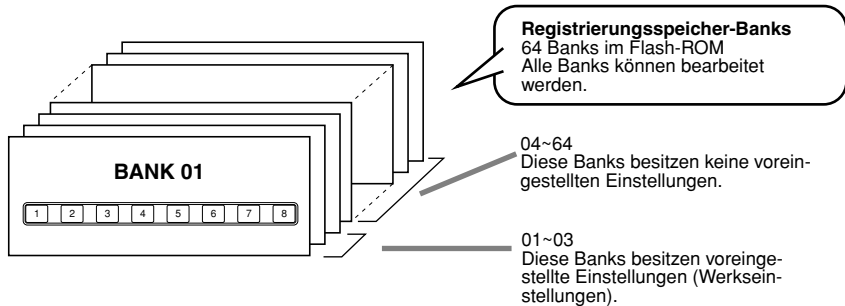 Registrierungsspeicher-Banks
64 Banks im Flash-ROM
Alle Banks können bearbeitet
werden.
04~64
Diese Banks besitzen keine vorein-
gestellten Einstellungen.
BANK 01
1 2 3 4 5 6 7 8
01~03
Diese Banks besitzen voreinge-
stellte Einstellungen (Werksein-
stellungen).